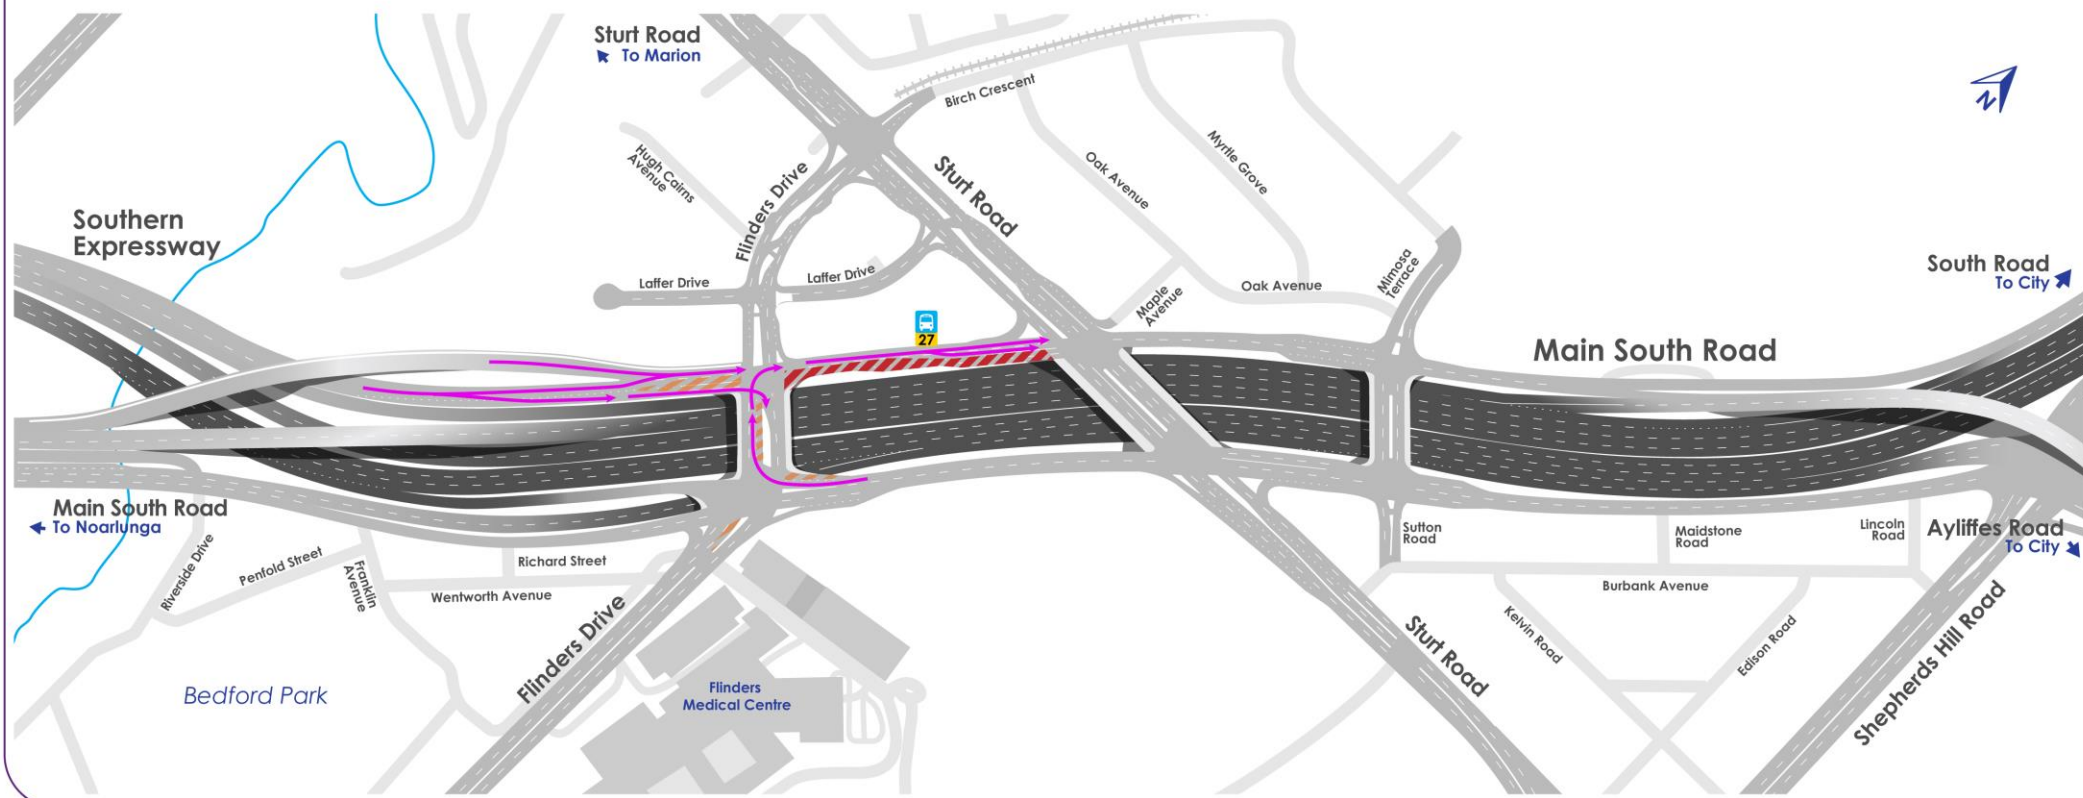 Sturt Road
To Marion
Birch Crescent
N
Hugh Cairns
Avenue
Flinders Drive
Sturt Road
Oak Avenue
Myrtle Grove
Southern
Expressway
Laffer Drive
Laffer Drive
Maple
Avenue
Oak Avenue
Mimosa
Terrace
South Road
To City
27
Main South Road
Main South Road
To Noarlunga
Riverside Drive
Penfold Street
Franklin
Avenue
Richard Street
Wentworth Avenue
Flinders Drive
Sutton
Road
Maidstone
Road
Lincoln
Road
Ayliffes Road
To City
Burbank Avenue
Kelvin Road
Edison Road
Sturt Road
Shepherds Hill Road
Bedford Park
Flinders
Medical Centre